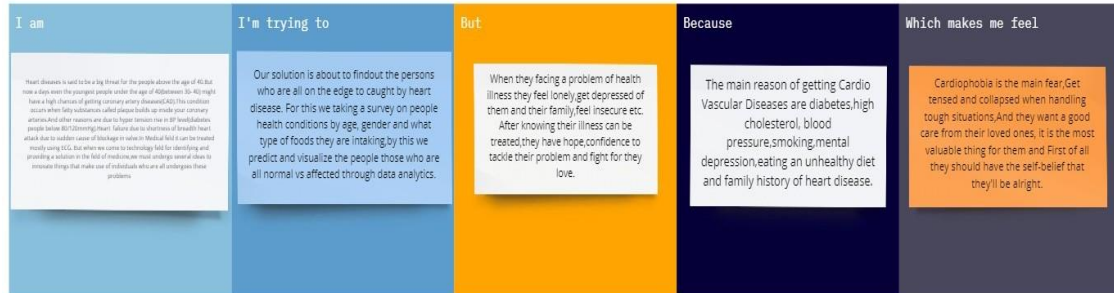 I am
Heart diseases is said to be a big threat for the people above the age of 40.But
now a days even the youngest people under the age of 40(between 30- 40) might
have a high chances of getting coronary artery diseases(CAD).This condition
occurs when fatty substances called plaque builds up inside your coronary
arteries.And other reasons are due to hyper tension rise in BP level(diabetes
people below 80/120mmHg).Heart failure due to shortness of breadth heart
attack due to sudden cause of blockage in valve.In Medical field it can be treated
mostly using ECG. But when we come to technology field for identifying and
providing a solution in the field of medicine,we must undergo several ideas to
innovate things that make use of individuals who are all undergoes these
problems
I'm trying to
Our solution is about to findout the persons
who are all on the edge to caught by heart
disease. For this we taking a survey on people
health conditions by age, gender and what
type of foods they are intaking,by this we
predict and visualize the people those who are
all normal vs affected through data analytics.
But
When they facing a problem of health
illness they feel lonely,get depressed of
them and their family,feel insecure etc.
After knowing their illness can be
treated,they have hope,confidence to
tackle their problem and fight for they
love.
Because
The main reason of getting Cardio
Vascular Diseases are diabetes,high
cholesterol, blood
pressure,smoking,mental
depression,eating an unhealthy diet
and family history of heart disease.
Which makes me feel
Cardiophobia is the main fear,Get
tensed and collapsed when handling
tough situations,And they want a good
care from their loved ones, it is the most
valuable thing for them and First of all
they should have the self-belief that
they'll be alright.